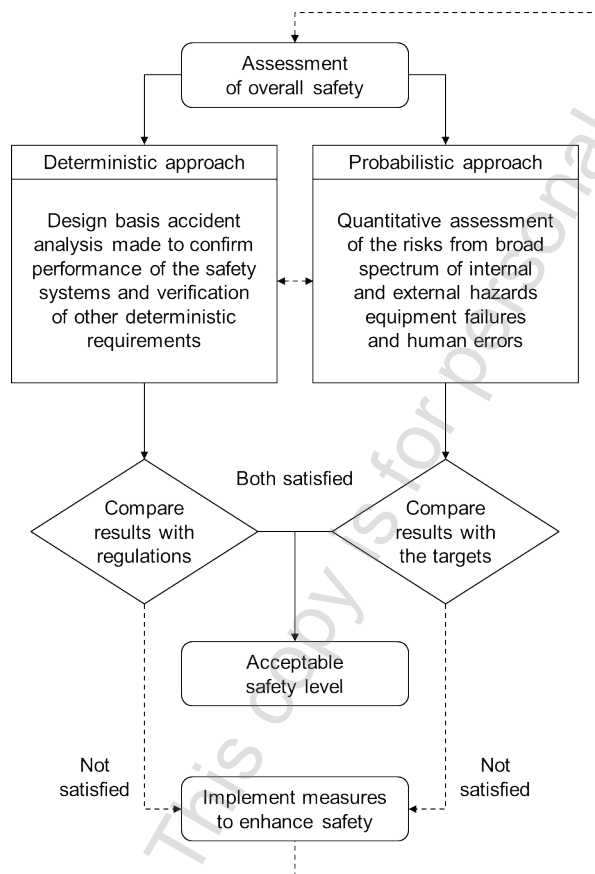 Assessment
of overall safety
Deterministic approach
Design basis accident
analysis made to confirm
performance of the safety
systems and verification
of other deterministic
requirements
Probabilistic approach
Quantitative assessment
of the risks from broad
spectrum of internal
and external hazards
equipment failures
and human errors
Both satisfied
Compare
results with
regulations
Compare
results with
the targets
Acceptable
safety level
Not
satisfied
Implement measures
to enhance safety
Not
satisfied
This copy is for personal